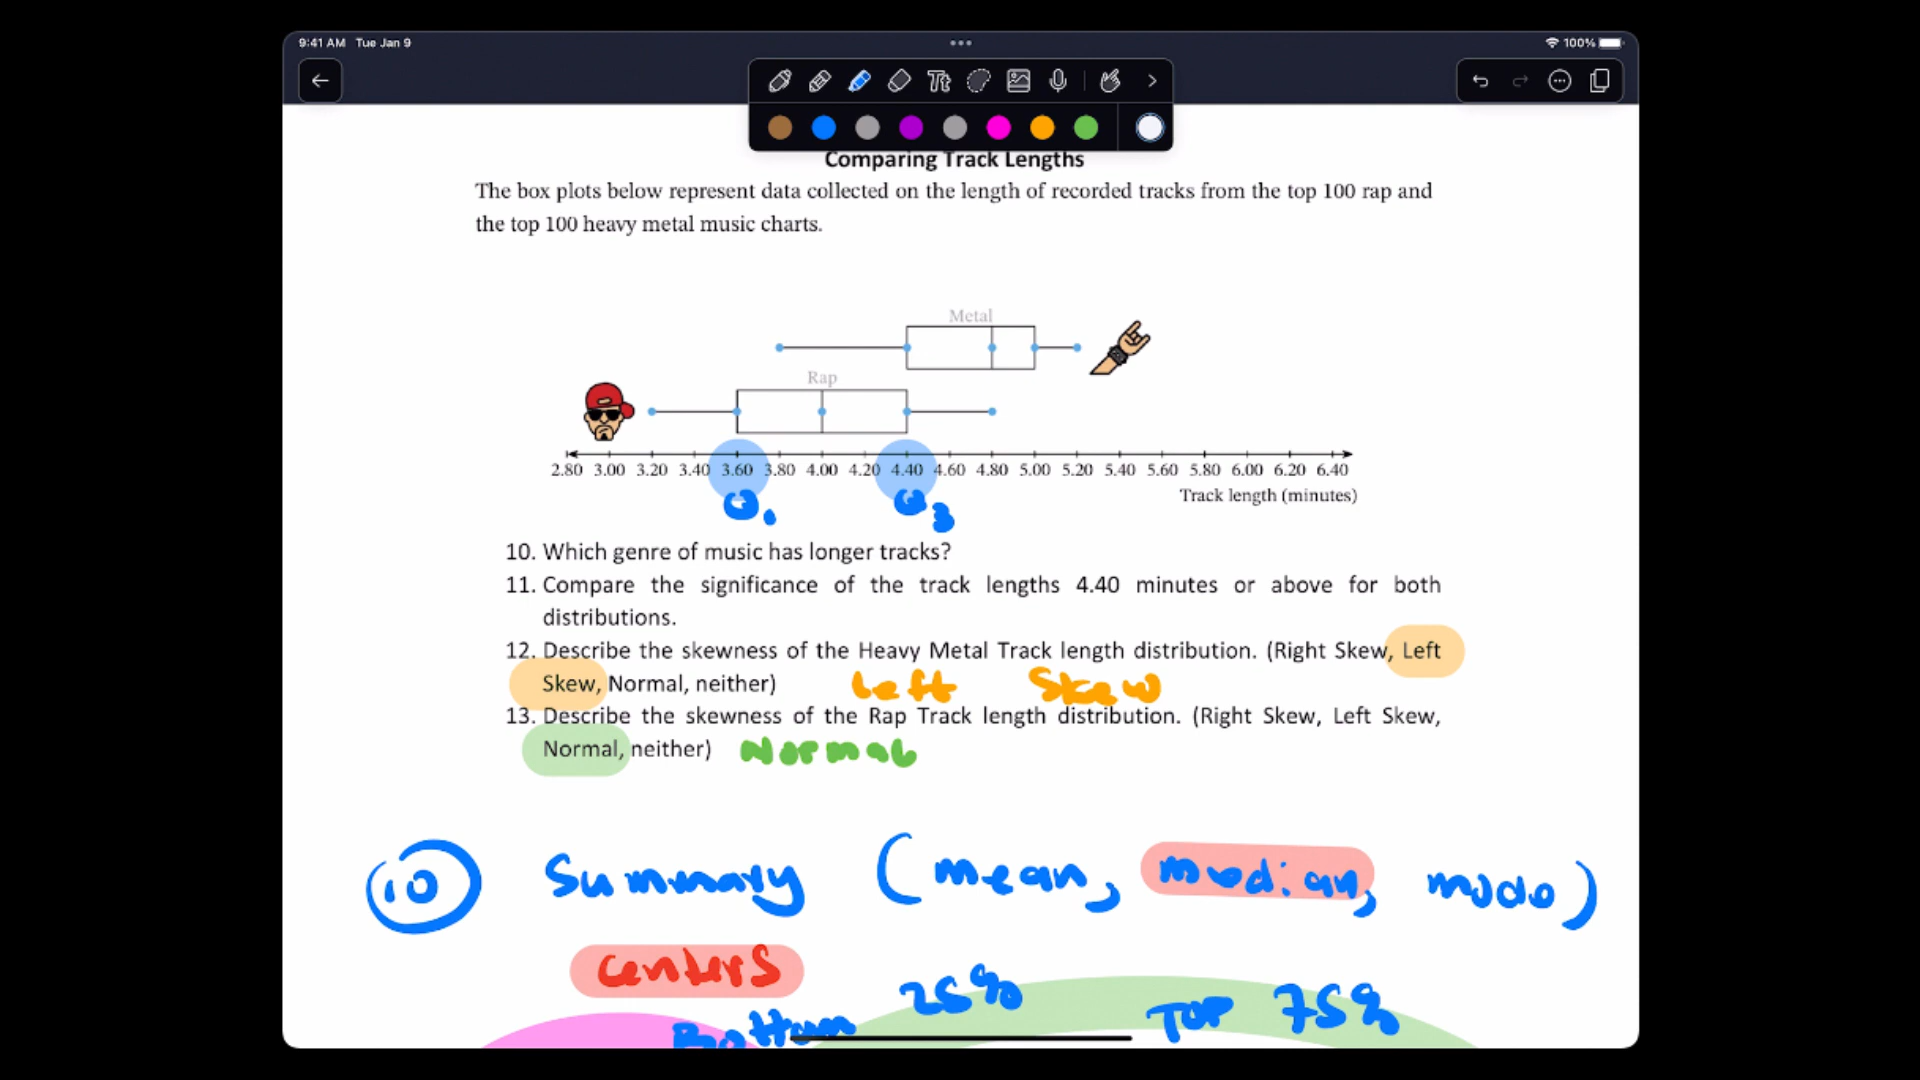 9:41 AM Tue Jan 9
100%
Tt
Comparing Track Lengths
The box plots below represent data collected on the length of recorded tracks from the top 100 rap and
the top 100 heavy metal music charts.
Metal
Rap
2.80 3.00 3.20 3.40 3.60 3.80 4.00 4.20 4.40 4.60 4.80 5.00 5.20 5.40 5.60 5.80 6.00 6.20 6.40
Track length (minutes)
Q1 Q3
10. Which genre of music has longer tracks?
11. Compare the significance of the track lengths 4.40 minutes or above for both
distributions.
12. Describe the skewness of the Heavy Metal Track length distribution. (Right Skew, Left
Skew, Normal, neither) Left Skew
13. Describe the skewness of the Rap Track length distribution. (Right Skew, Left Skew,
Normal, neither) Normal
10 Summary (mean, median, mode)
centers
25% TOP 75%
Bottom